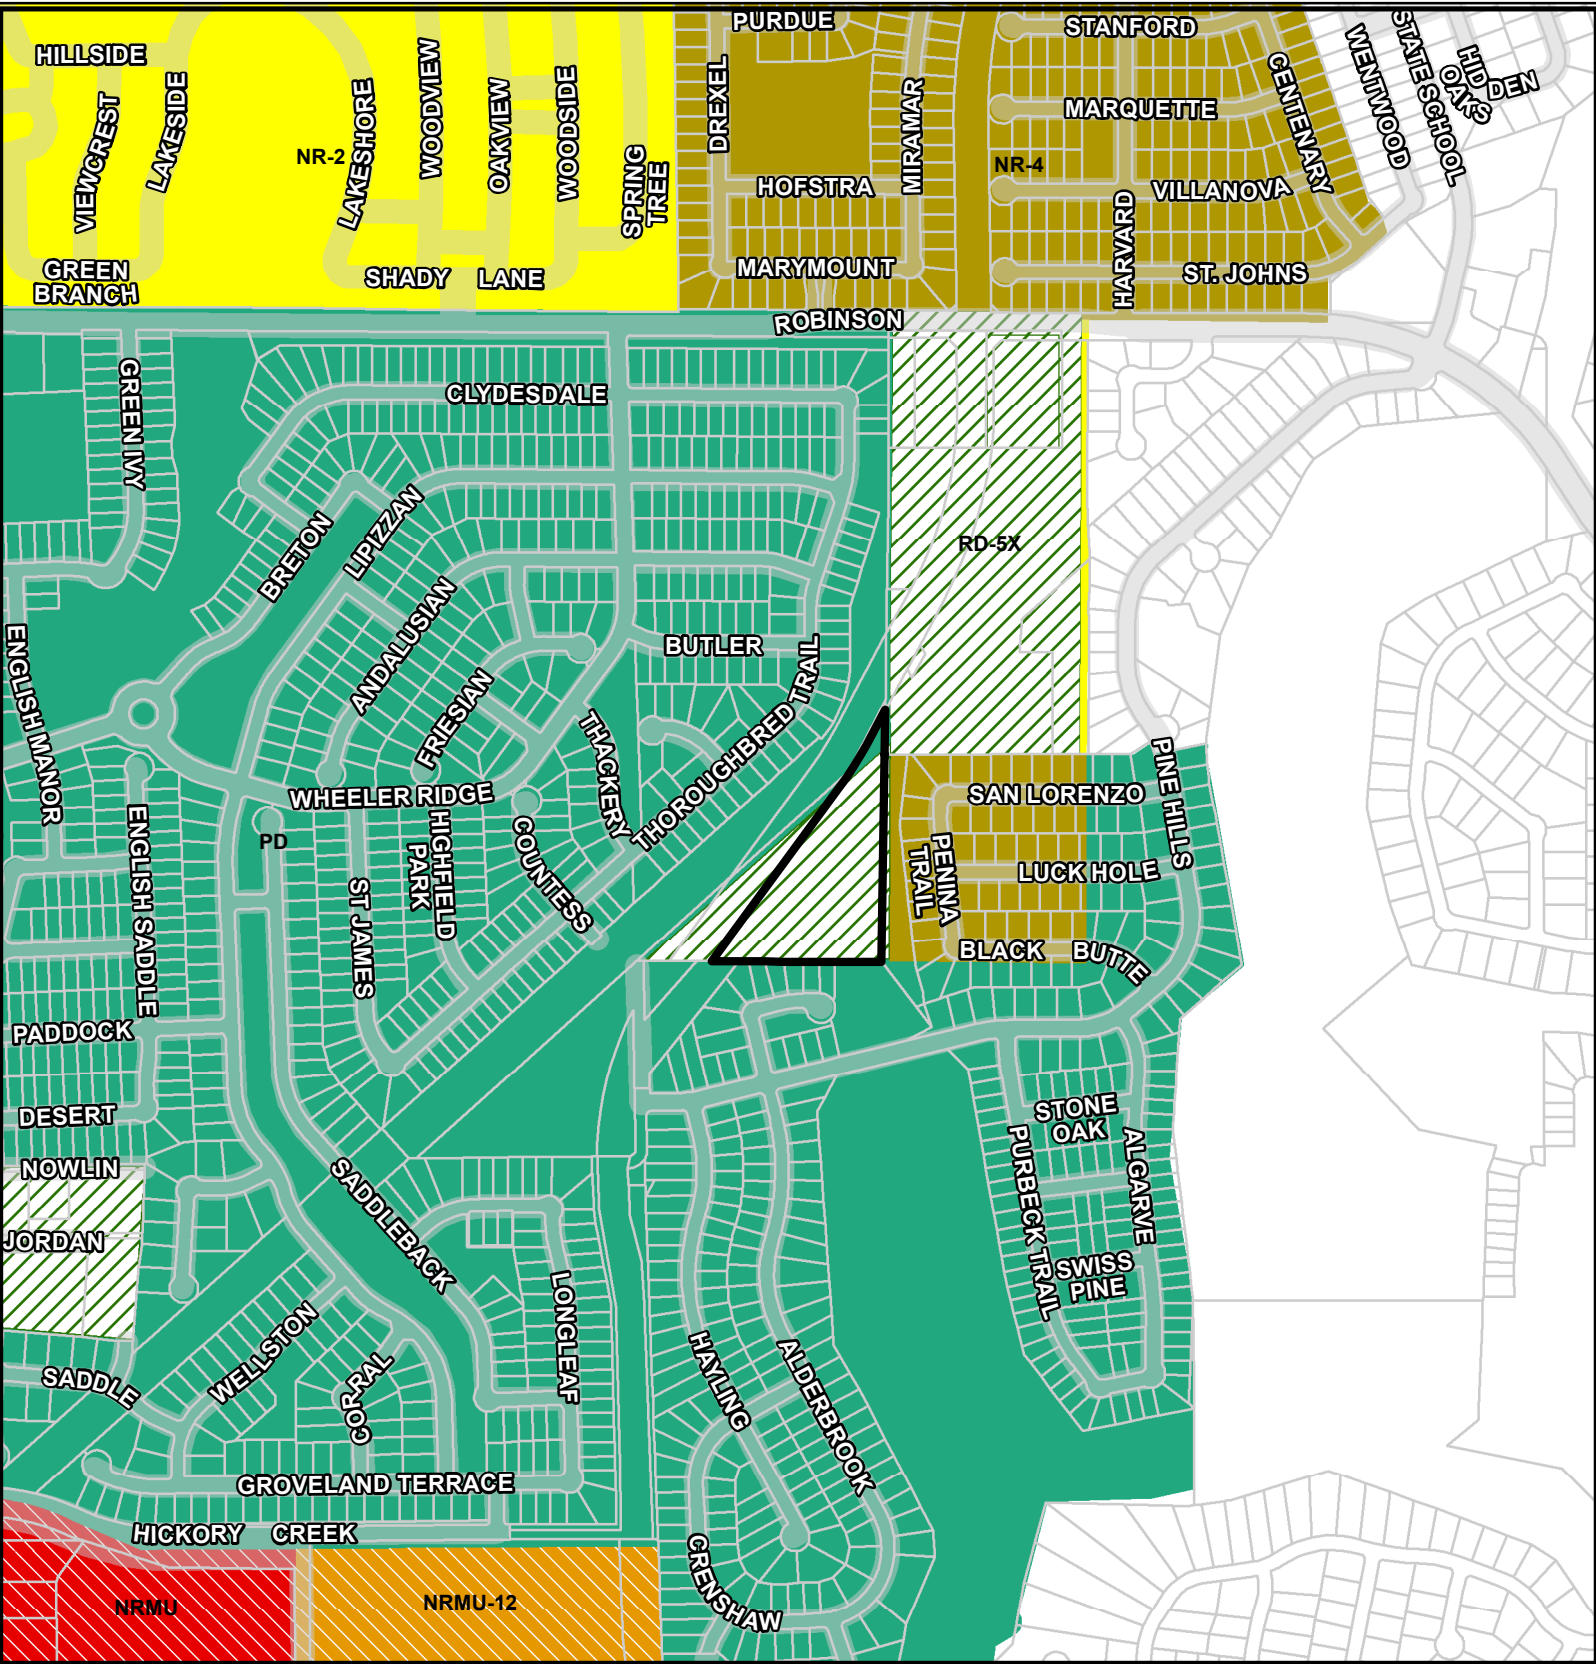 PURDUE
STANFORD
HILLSIDE
WENTWOOD
STATE SCHOOL
HIDDEN
OAKS
DREXEL
CENTENARY
VIEWCREST
LAKESIDE
LAKESHORE
WOODVIEW
OAKVIEW
WOODSIDE
MIRAMAR
MARQUETTE
NR-2
NR-4
SPRING
TREE
HOFSTRA
VILLANOVA
HARVARD
GREEN
BRANCH
SHADY LANE
MARYMOUNT
ST. JOHNS
ROBINSON
GREEN IVY
CLYDESDALE
BRETON
LIPIZZAN
RD-5X
ANDALUSIAN
BUTLER
ENGLISH MANOR
FRIESIAN
THACKERY
THOROUGHBRED TRAIL
PINE HILLS
WHEELER RIDGE
SAN LORENZO
PD
ENGLISH SADDLE
HIGHFIELD
PARK
COUNTESS
PENNA
TRAIL
LUCK HOLE
ST JAMES
BLACK BUTTE
PADDOCK
DESERT
STONE
OAK
NOWLIN
SADDLEBACK
PURBECK TRAIL
ALGARVE
JORDAN
SWISS
PINE
LONGLEAF
WELLSTON
SADDLE
CORRAL
HAYLING
ALDERBROOK
GROVELAND TERRACE
HICKORY CREEK
CRENSHAW
NRMU
NRMU-12